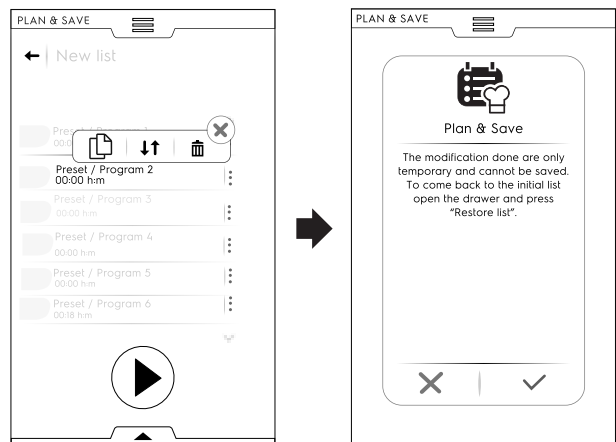 PLAN & SAVE
New list
Preset / Program 1
Preset / Program 2
00:00 h:m
Preset / Program 3
00:00 h:m
Preset / Program 4
00:00 h:m
Preset / Program 5
00:00 h:m
Preset / Program 6
00:18 h:m
PLAN & SAVE
Plan & Save
The modification done are only
temporary and cannot be saved.
To come back to the initial list
open the drawer and press
“Restore list”.